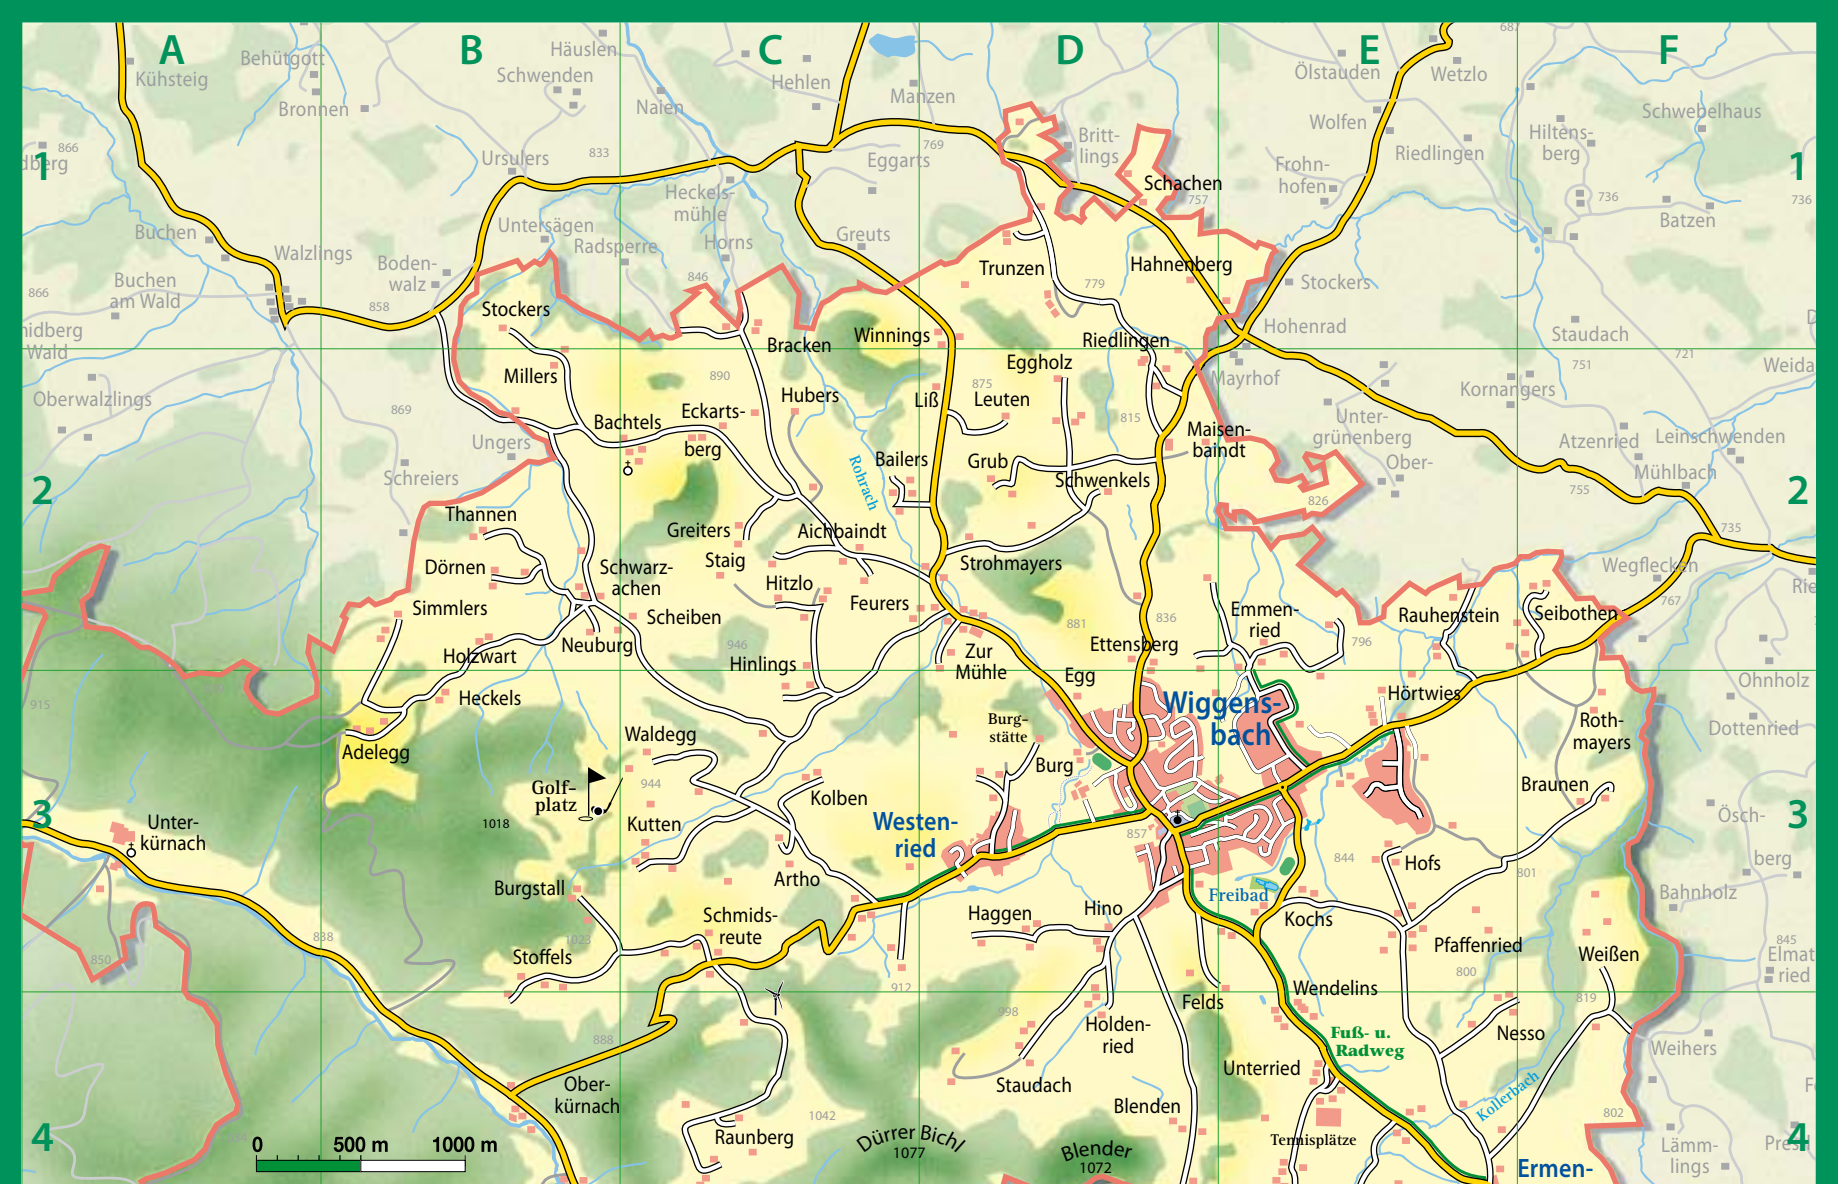 A
B
C
D
E
F
1
1
2
2
3
3
4
4
Kühsteig
Behütgott
Bronnen
Häuslen
Schwenden
Naien
Hehlen
Manzen
Ölstauden
Wetzlo
687
Schwebelhaus
Wolfen
Hiltens-
berg
Riedlingen
Britt-
lings
866
dberg
Ursulers
833
Eggarts
769
Frohn-
hofen
Schachen
757
736
736
Batzen
Heckels-
mühle
Untersägen
Radsperre
Horns
Greuts
Buchen
Walzlings
Boden-
walz
Buchen
am Wald
866
858
846
Trunzen
779
Hahnenberg
Stockers
Hohenrad
Stockers
nidberg
Wald
Winnings
Bracken
Riedlingen
Eggholz
Staudach
721
751
Weida
Mayrhof
Millers
890
Hubers
Liß
875
Leuten
815
Kornangers
Oberwalzlings
869
Bachtels
Eckarts-
berg
Unter-
grünenberg
Ober-
Ungers
Maisen-
baindt
Atzenried
Leinschwenden
Mühlbach
Schreiers
Rohrach
Bailers
Grub
Schwenkels
826
755
Thannen
Greiters
Aichbaindt
735
Staig
Strohmayers
Dörnen
Schwarz-
achen
Hitzlo
Wegflecken
Rie
767
Simmlers
Scheiben
Feurers
881
836
Emmen-
ried
Rauhenstein
Seibothen
796
Holzwart
Neuburg
946
Hinlings
Zur
Mühle
Ettensberg
Egg
Ohnholz
915
Heckels
Hörtwies
Wiggens-
bach
Burg-
stätte
Roth-
mayers
Dottenried
Adelegg
Waldegg
Burg
944
Golf-
platz
Kolben
Braunen
1018
Kutten
Westen-
ried
857
Ösch-
berg
Unter-
kürnach
844
Hofs
801
Artho
Burgstall
Freibad
Bahnholz
Schmids-
reute
Haggen
Hino
Kochs
838
1023
Pfaffenried
845
Elmat
ried
850
Stoffels
800
Weißen
912
Wendelins
819
Felds
998
Holden-
ried
Fuß- u.
Radweg
Nesso
Weihers
888
Unterried
Staudach
Ober-
kürnach
Blenden
Kollerbach
802
1042
Raunberg
Dürrer Bichl
1077
Blender
1072
Tennisplätze
Lämm-
lings
Ermen-
0
500 m
1000 m